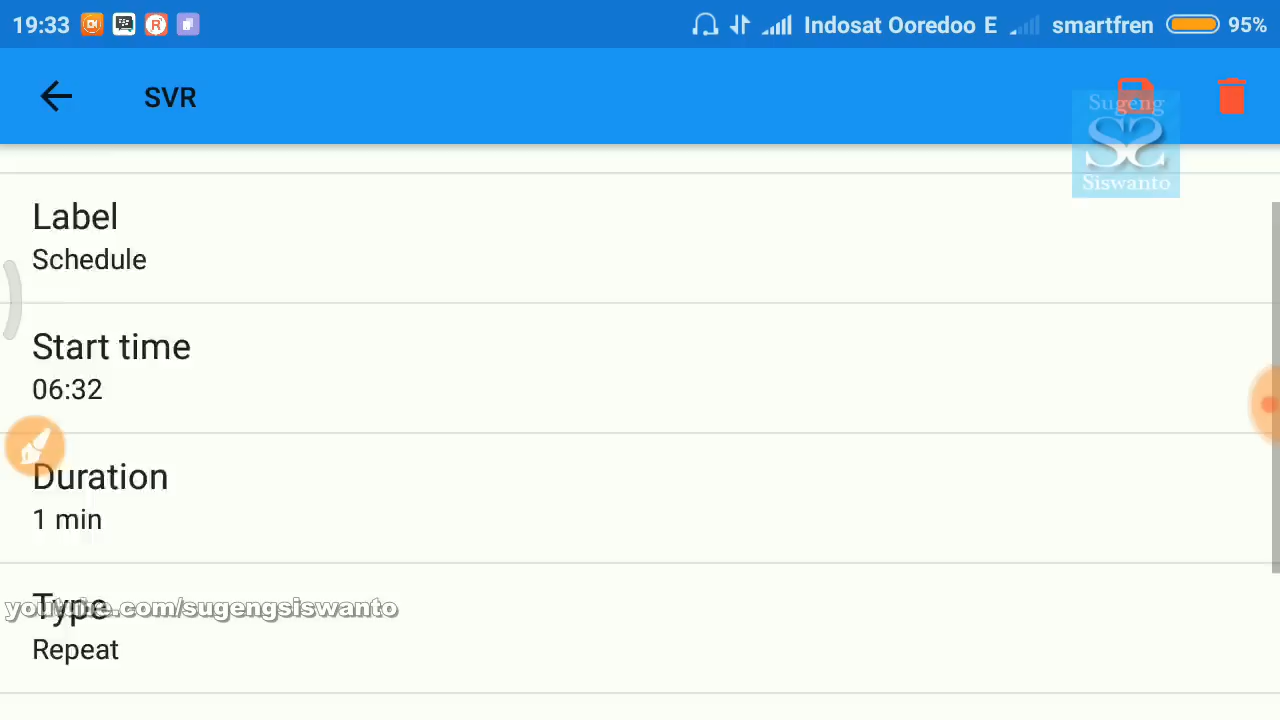 19:33 Indosat Ooredoo E smartfren 95%
SVR
Sugeng
SS
Siswanto
Label
Schedule
Start time
06:32
Duration
1 min
Type
youtube.com/sugengsiswanto
Repeat